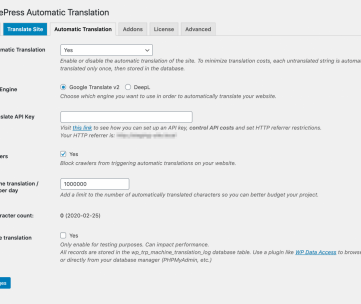 ePress Automatic Translation
Translate Site Automatic Translation Addons License Advanced
matic Translation Yes
Enable or disable the automatic translation of the site. To minimize translation costs, each untranslated string is automat
translated only once, then stored in the database.
Engine Google Translate v2 DeepL
Choose which engine you want to use in order to automatically translate your website.
slate API Key
Visit this link to see how you can set up an API key, control API costs and set HTTP referrer restrictions.
Your HTTP referrer is:
ers Yes
Block crawlers from triggering automatic translations on your website.
ne translation / 1000000
per day
Add a limit to the number of automatically translated characters so you can better budget your project.
aracter count: 0 (2020-02-25)
e translation Yes
Only enable for testing purposes. Can impact performance.
All records are stored in the wp_trp_machine_translation_log database table. Use a plugin like WP Data Access to browse
or directly from your database manager (PHPMyAdmin, etc.)
ges